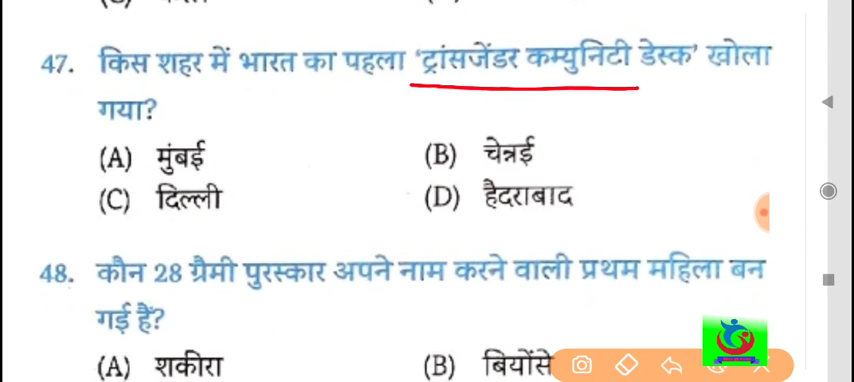 47. किस शहर में भारत का पहला 'ट्रांसजेंडर कम्युनिटी डेस्क' खोला
गया?
(A) मुंबई (B) चेन्नई
(C) दिल्ली (D) हैदराबाद
48. कौन 28 ग्रैमी पुरस्कार अपने नाम करने वाली प्रथम महिला बन
गई हैं?
(A) शकीरा (B) बियोंसे